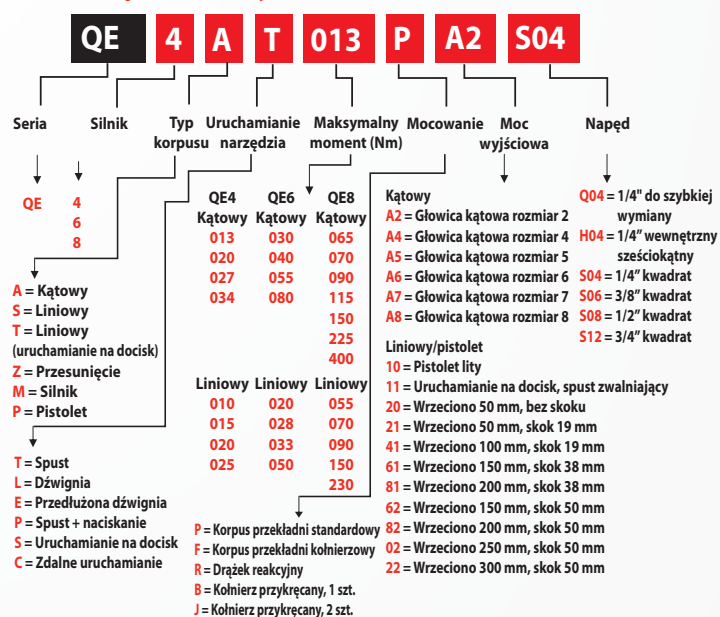 QE 4 A T 013 P A2 S04
Seria Silnik Typ korpusu Uruchamianie narzędzia Maksymalny moment (Nm) Mocowanie Moc wyjściowa Napęd
QE
4
6
8
A = Kątowy
S = Liniowy
T = Liniowy
(uruchamianie na docisk)
Z = Przesunięcie
M = Silnik
P = Pistolet
T = Spust
L = Dźwignia
E = Przedłużona dźwignia
P = Spust + naciskanie
S = Uruchamianie na docisk
C = Zdalne uruchamianie
QE4 QE6 QE8
Kątowy Kątowy Kątowy
013 030 065
020 040 070
027 055 090
034 080 115
150
225
400
Liniowy Liniowy Liniowy
010 020 055
015 028 070
020 033 090
025 050 150
230
P = Korpus przekładni standardowy
F = Korpus przekładni kołnierzowy
R = Drążek reakcyjny
B = Kołnierz przykręcany, 1 szt.
J = Kołnierz przykręcany, 2 szt.
Kątowy
A2 = Głowica kątowa rozmiar 2
A4 = Głowica kątowa rozmiar 4
A5 = Głowica kątowa rozmiar 5
A6 = Głowica kątowa rozmiar 6
A7 = Głowica kątowa rozmiar 7
A8 = Głowica kątowa rozmiar 8
Liniowy/pistolet
10 = Pistolet lity
11 = Uruchamianie na docisk, spust zwalniający
20 = Wrzeciono 50 mm, bez skoku
21 = Wrzeciono 50 mm, skok 19 mm
41 = Wrzeciono 100 mm, skok 19 mm
61 = Wrzeciono 150 mm, skok 38 mm
81 = Wrzeciono 200 mm, skok 38 mm
62 = Wrzeciono 150 mm, skok 50 mm
82 = Wrzeciono 200 mm, skok 50 mm
02 = Wrzeciono 250 mm, skok 50 mm
22 = Wrzeciono 300 mm, skok 50 mm
Q04 = 1/4" do szybkiej
wymiany
H04 = 1/4” wewnętrzny
sześciokątny
S04 = 1/4” kwadrat
S06 = 3/8” kwadrat
S08 = 1/2” kwadrat
S12 = 3/4” kwadrat